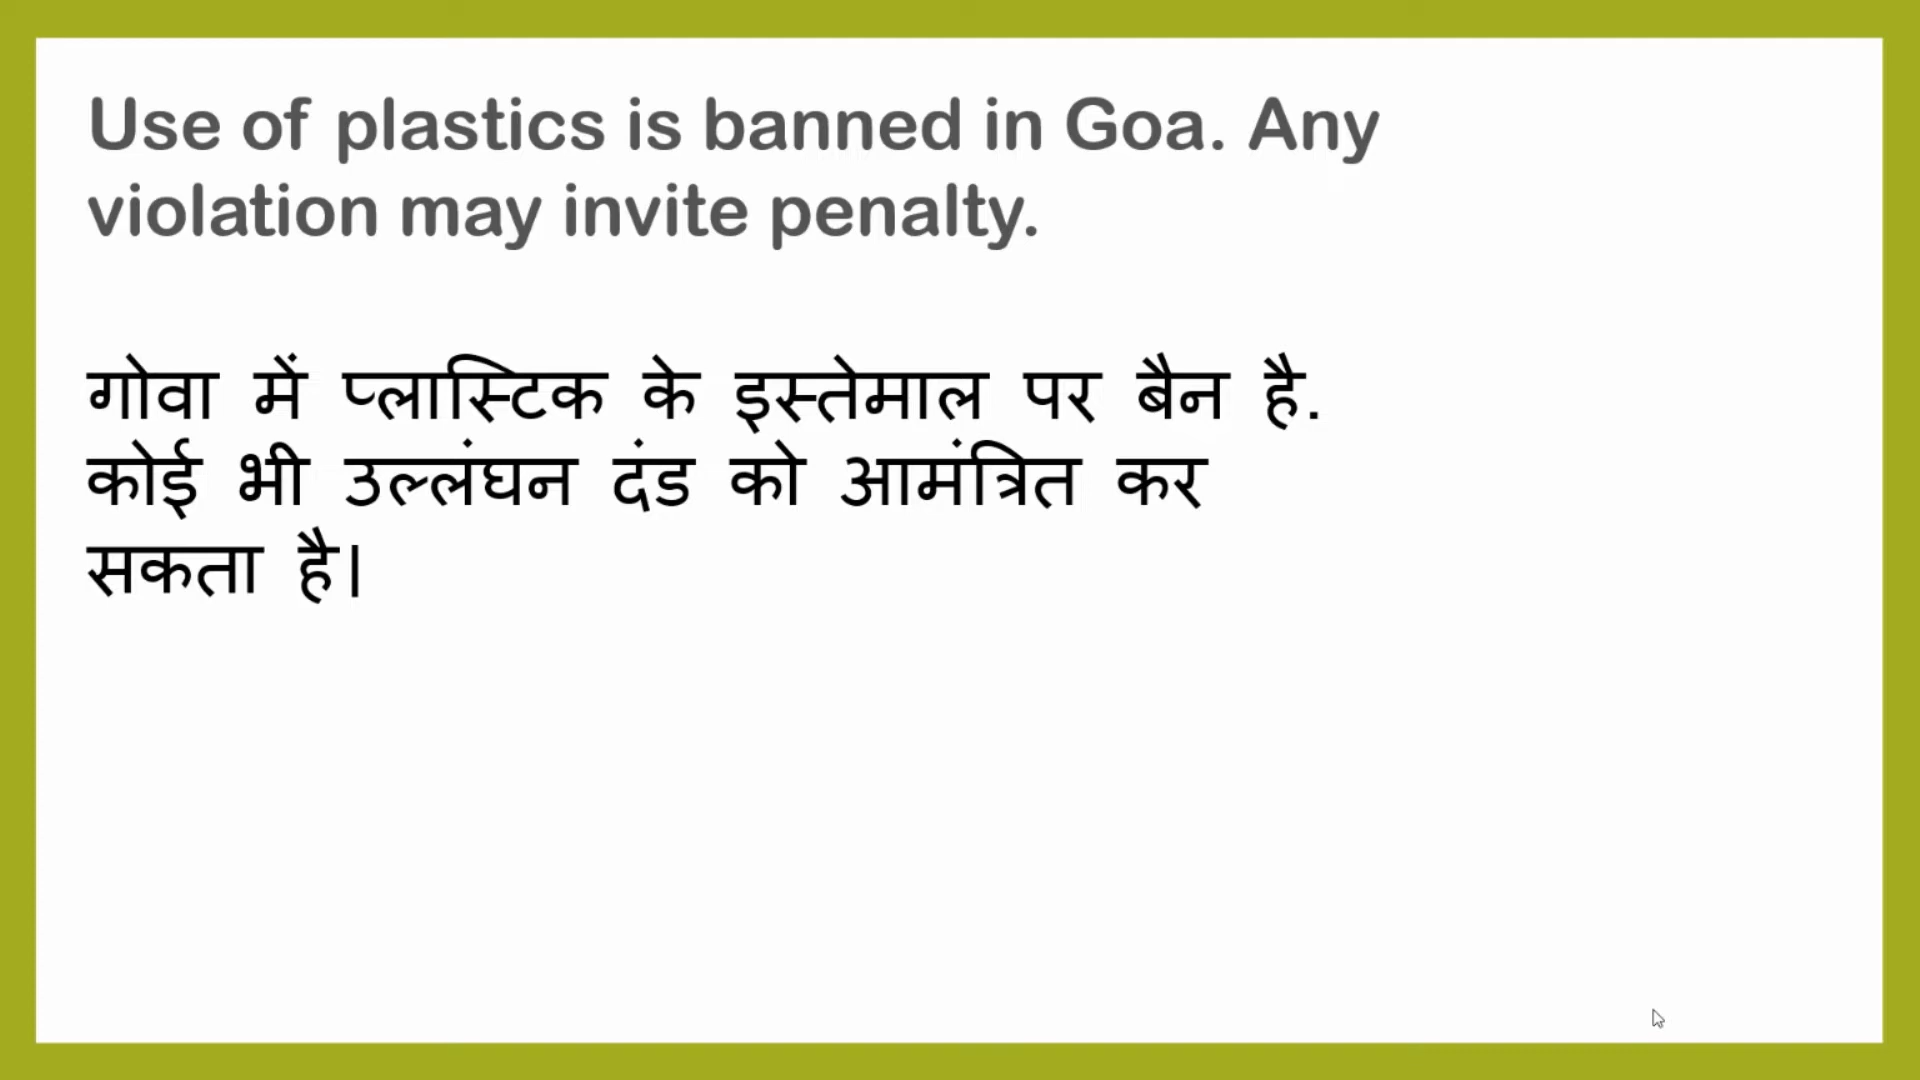 Use of plastics is banned in Goa. Any
violation may invite penalty.
गोवा में प्लास्टिक के इस्तेमाल पर बैन है.
कोई भी उल्लंघन दंड को आमंत्रित कर
सकता है।